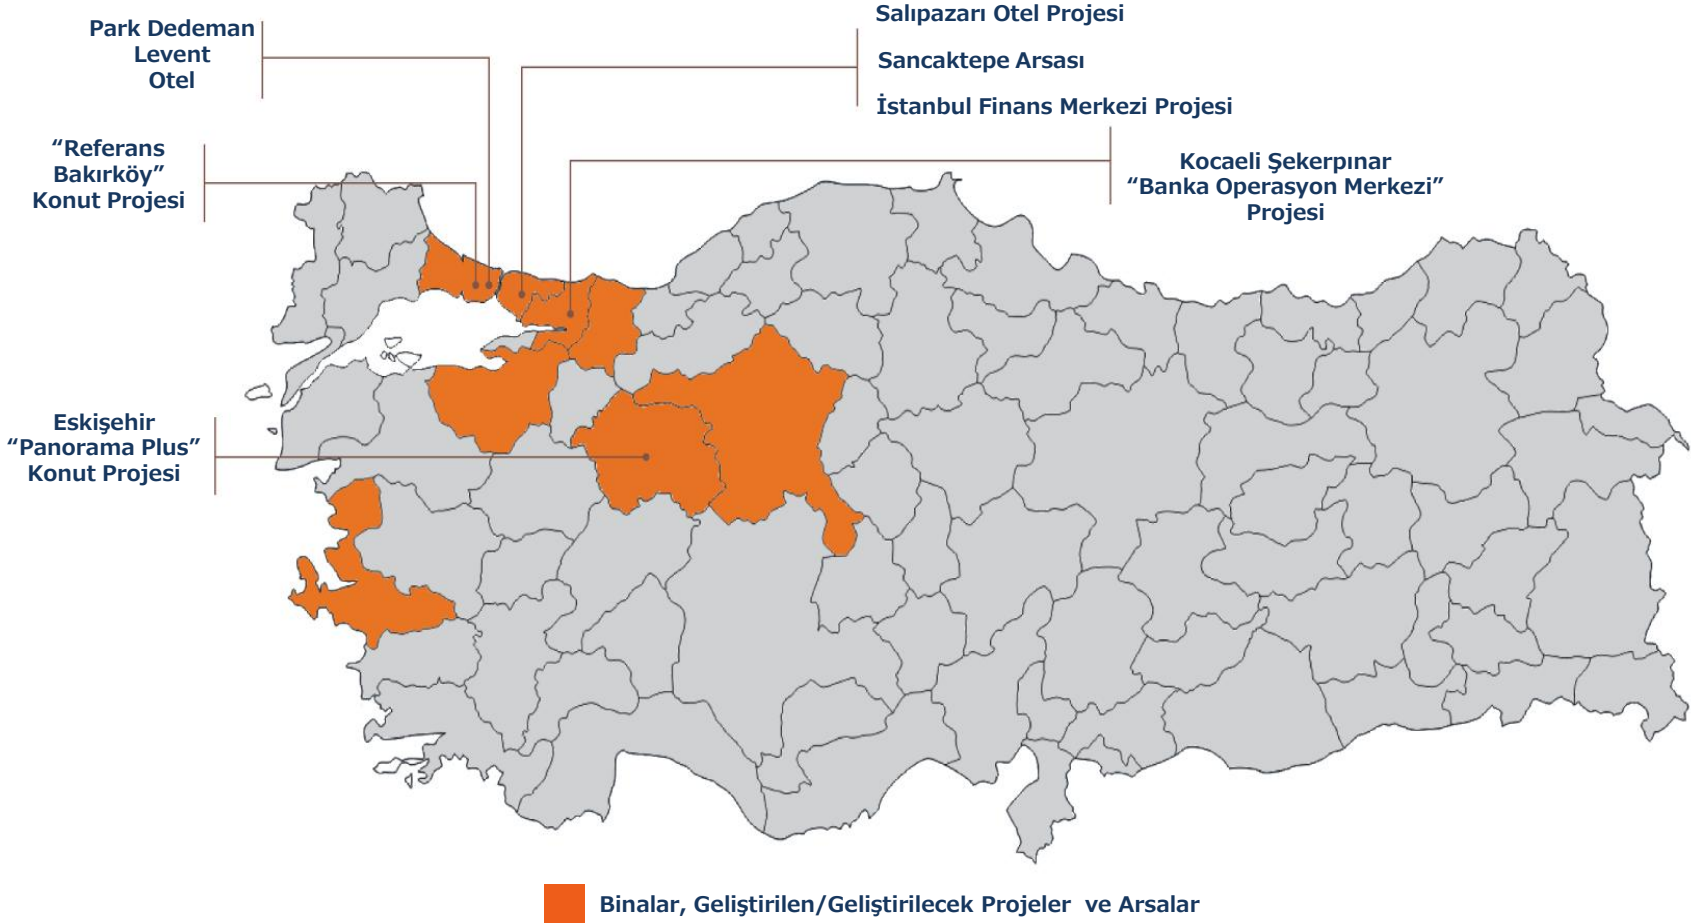 Park Dedeman
Levent
Otel
Salıpazarı Otel Projesi
Sancaktepe Arsası
İstanbul Finans Merkezi Projesi
“Referans
Bakırköy”
Konut Projesi
Kocaeli Şekerpınar
“Banka Operasyon Merkezi”
Projesi
Eskişehir
“Panorama Plus”
Konut Projesi
Binalar, Geliştirilen/Geliştirilecek Projeler ve Arsalar